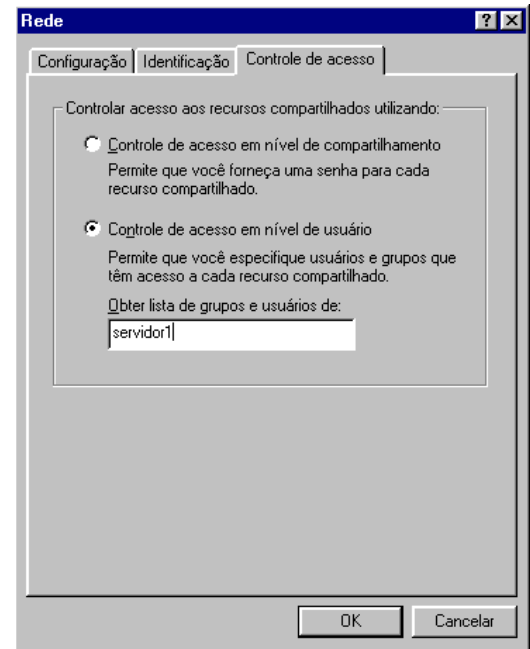 Rede
Configuração Identificação Controle de acesso
Controlar acesso aos recursos compartilhados utilizando:
Controle de acesso em nível de compartilhamento
Permite que você forneça uma senha para cada
recurso compartilhado.
Controle de acesso em nível de usuário
Permite que você especifique usuários e grupos que
têm acesso a cada recurso compartilhado.
Obter lista de grupos e usuários de:
servidor1
OK Cancelar